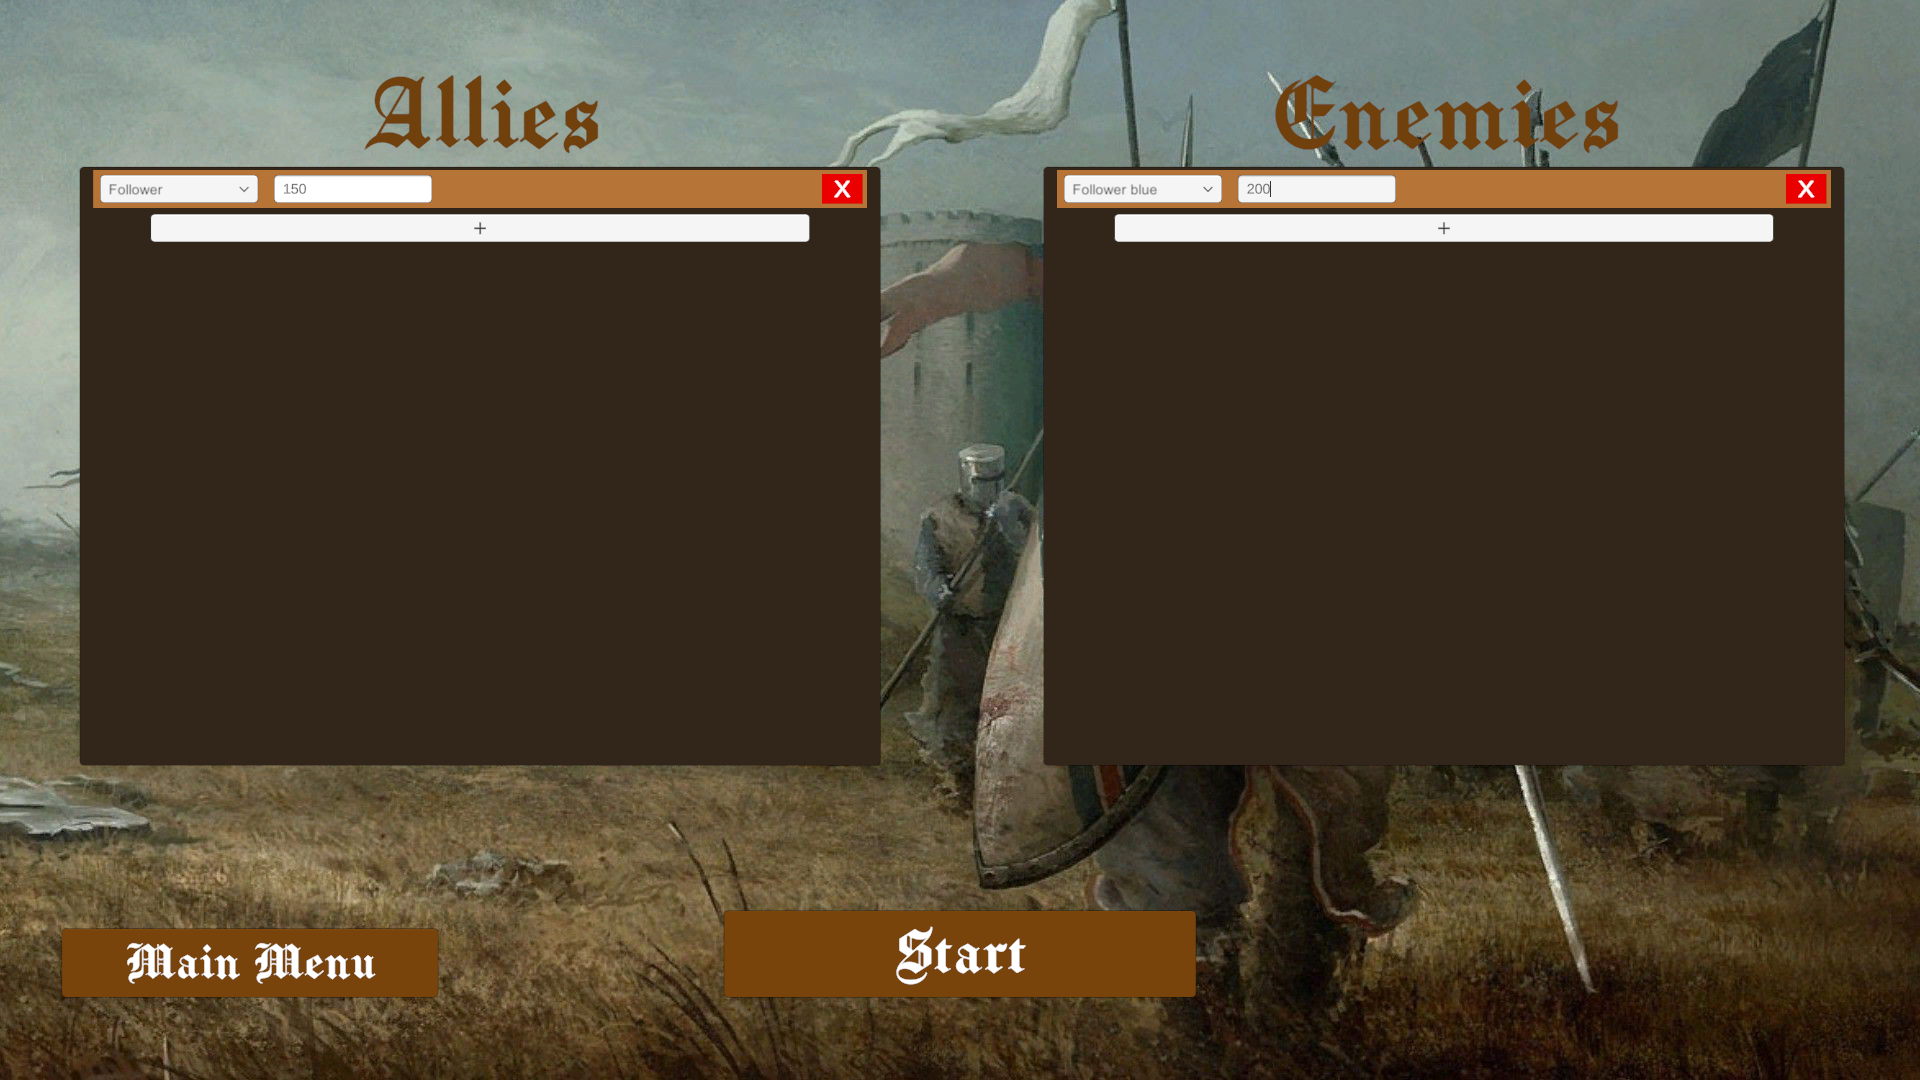 Allies
Enemies
Follower
150
X
Follower blue
200
X
+
+
Main Menu
Start